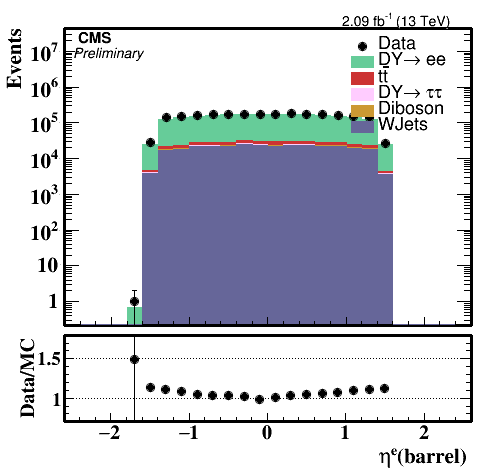 2.09 fb⁻¹ (13 TeV)
CMS
Preliminary
Data
DY→ ee
tt̄
DY→ ττ
Diboson
WJets
Events
10⁷
10⁶
10⁵
10⁴
10³
10²
10
1
Data/MC
1.5
1
−2 −1 0 1 2
ηᵉ(barrel)